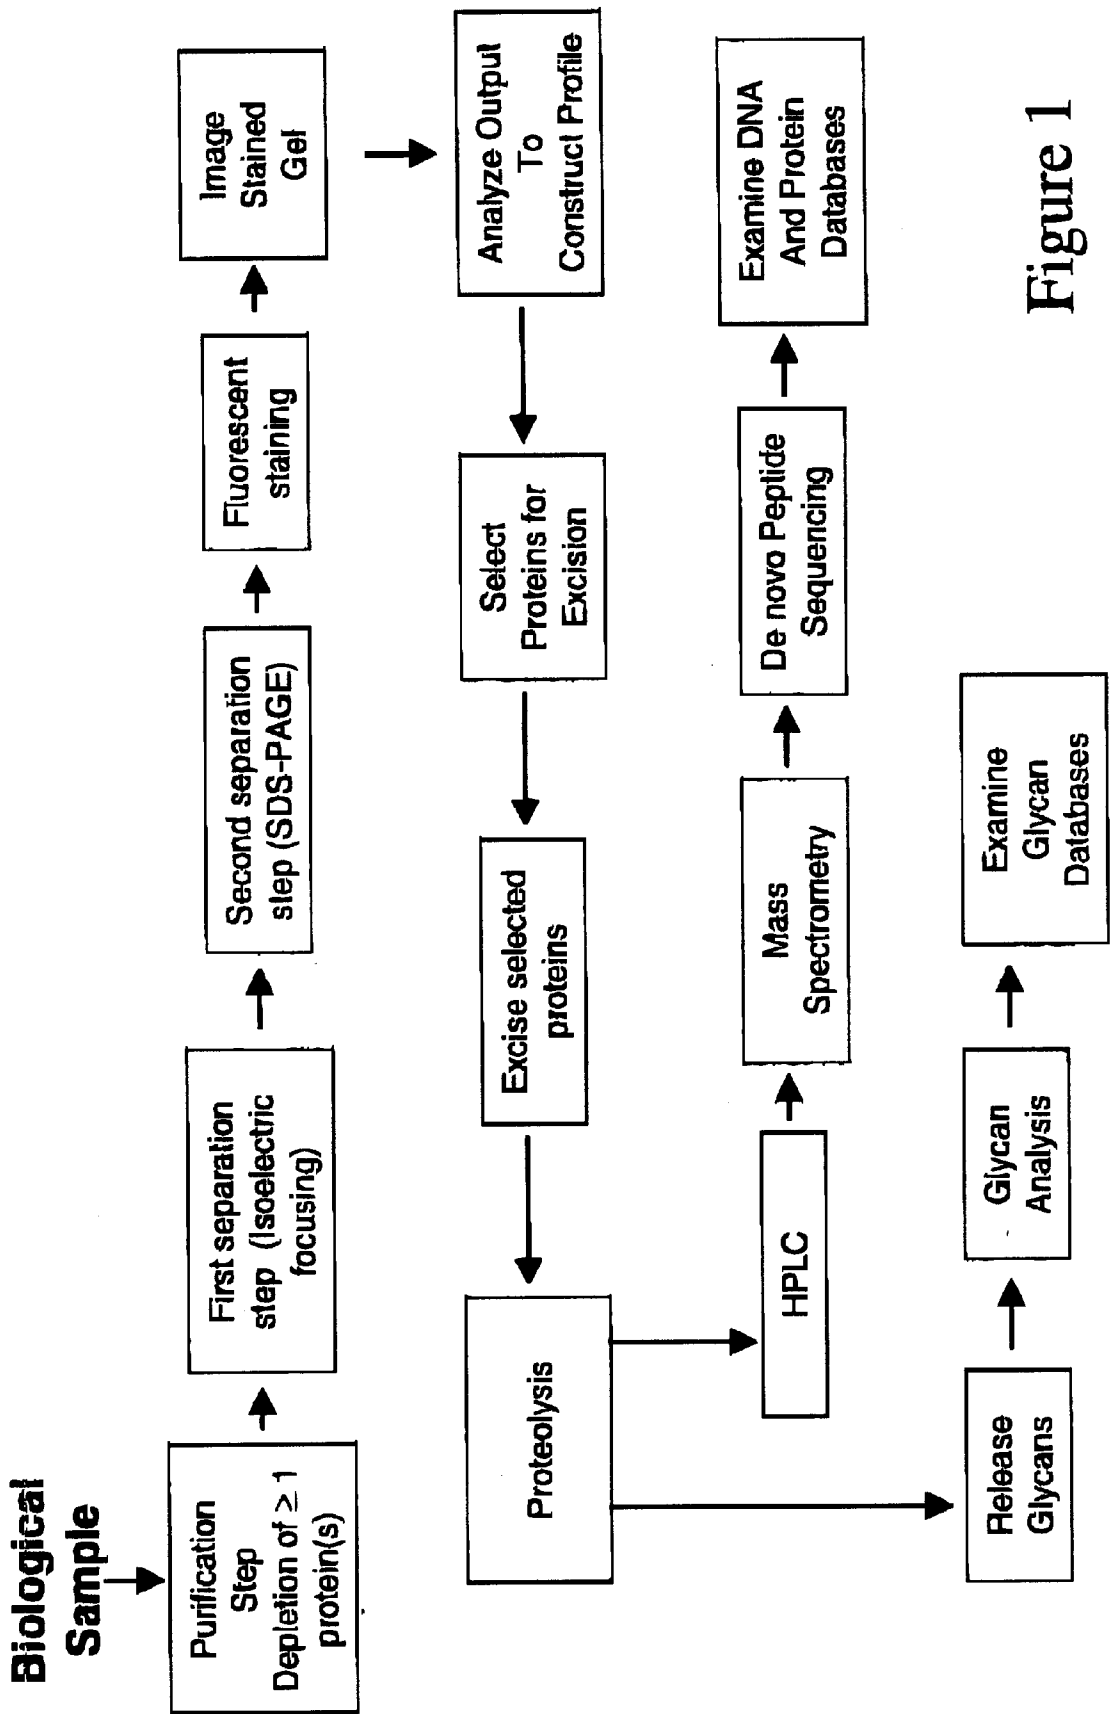 Biological
Sample
Purification
Step
Depletion of ≥ 1
protein(s)
First separation
step (Isoelectric
focusing)
Second separation
step (SDS-PAGE)
Fluorescent
staining
Image
Stained
Gel
Analyze Output
To
Construct Profile
Select
Proteins for
Excision
Excise selected
proteins
Proteolysis
HPLC
Mass
Spectrometry
De novo Peptide
Sequencing
Examine DNA
And Protein
Databases
Release
Glycans
Glycan
Analysis
Examine
Glycan
Databases
Figure 1